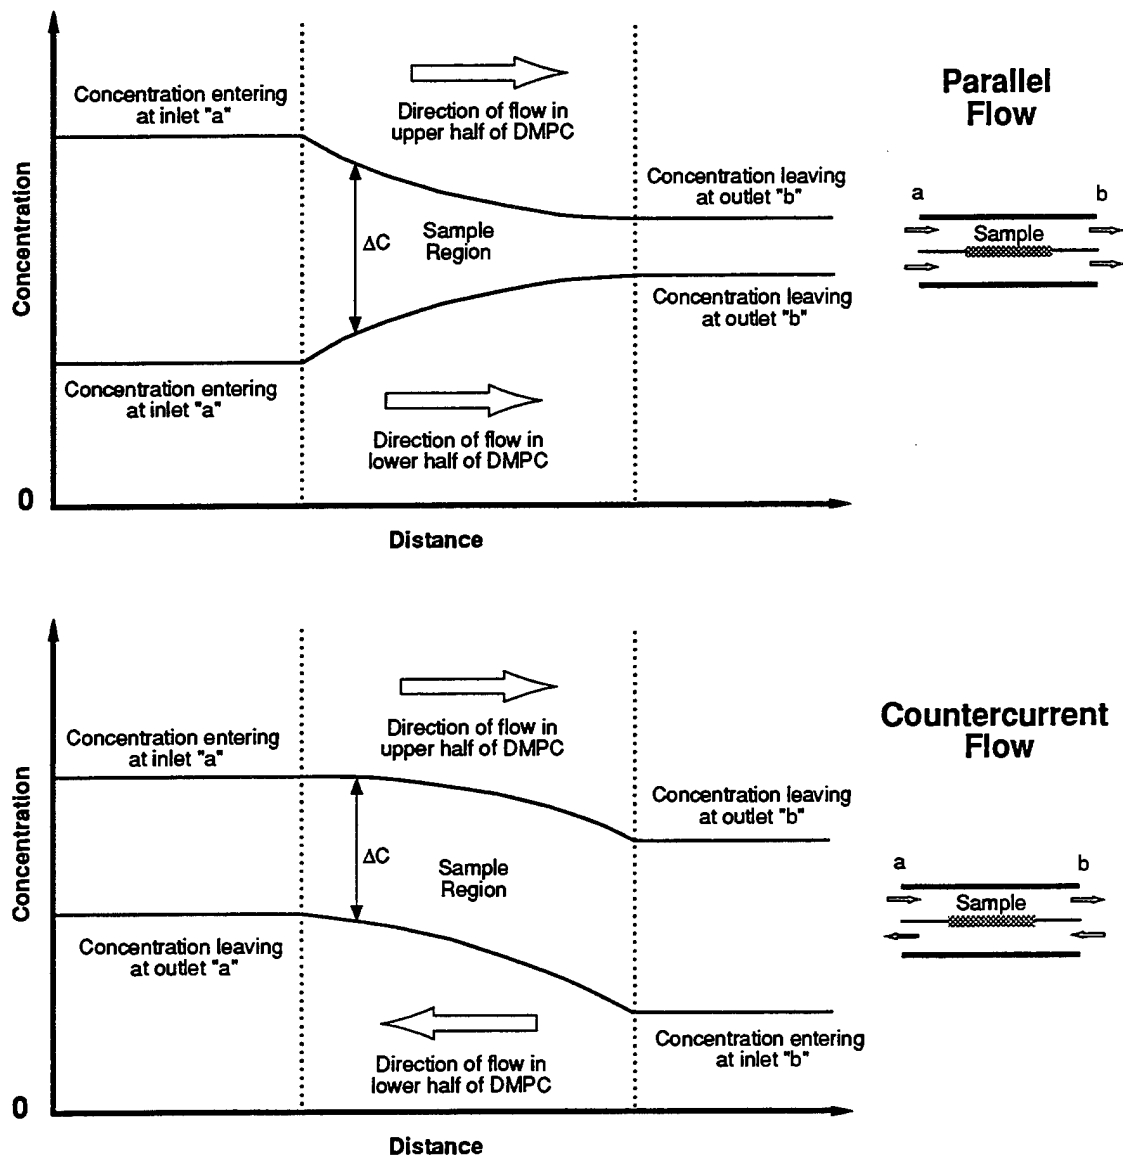 Concentration entering
at inlet "a"
Direction of flow in
upper half of DMPC
Parallel
Flow
Concentration leaving
at outlet "b"
a
b
Sample
Concentration
ΔC
Sample
Region
Concentration leaving
at outlet "b"
Concentration entering
at inlet "a"
Direction of flow in
lower half of DMPC
0
Distance
Concentration entering
at inlet "a"
Direction of flow in
upper half of DMPC
Countercurrent
Flow
Concentration leaving
at outlet "b"
a
b
Sample
Concentration
ΔC
Sample
Region
Concentration leaving
at outlet "a"
Concentration entering
at inlet "b"
Direction of flow in
lower half of DMPC
0
Distance